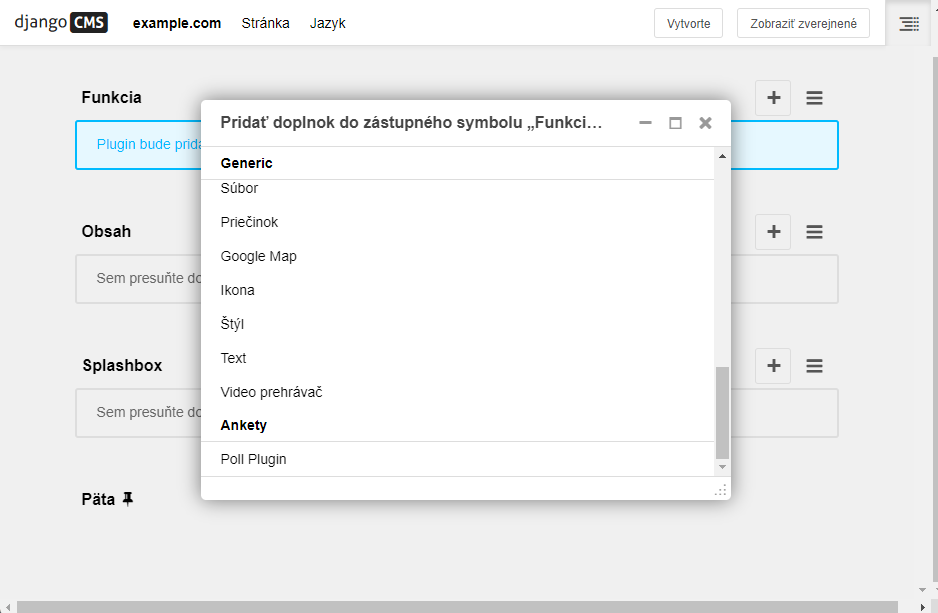 django CMS example.com Stránka Jazyk Vytvorte Zobraziť zverejnené
Funkcia
Plugin bude prida
Pridať doplnok do zástupného symbolu „Funkci…
Generic
Súbor
Priečinok
Google Map
Ikona
Štýl
Text
Video prehrávač
Ankety
Poll Plugin
Obsah
Sem presuňte do
Splashbox
Sem presuňte do
Päta